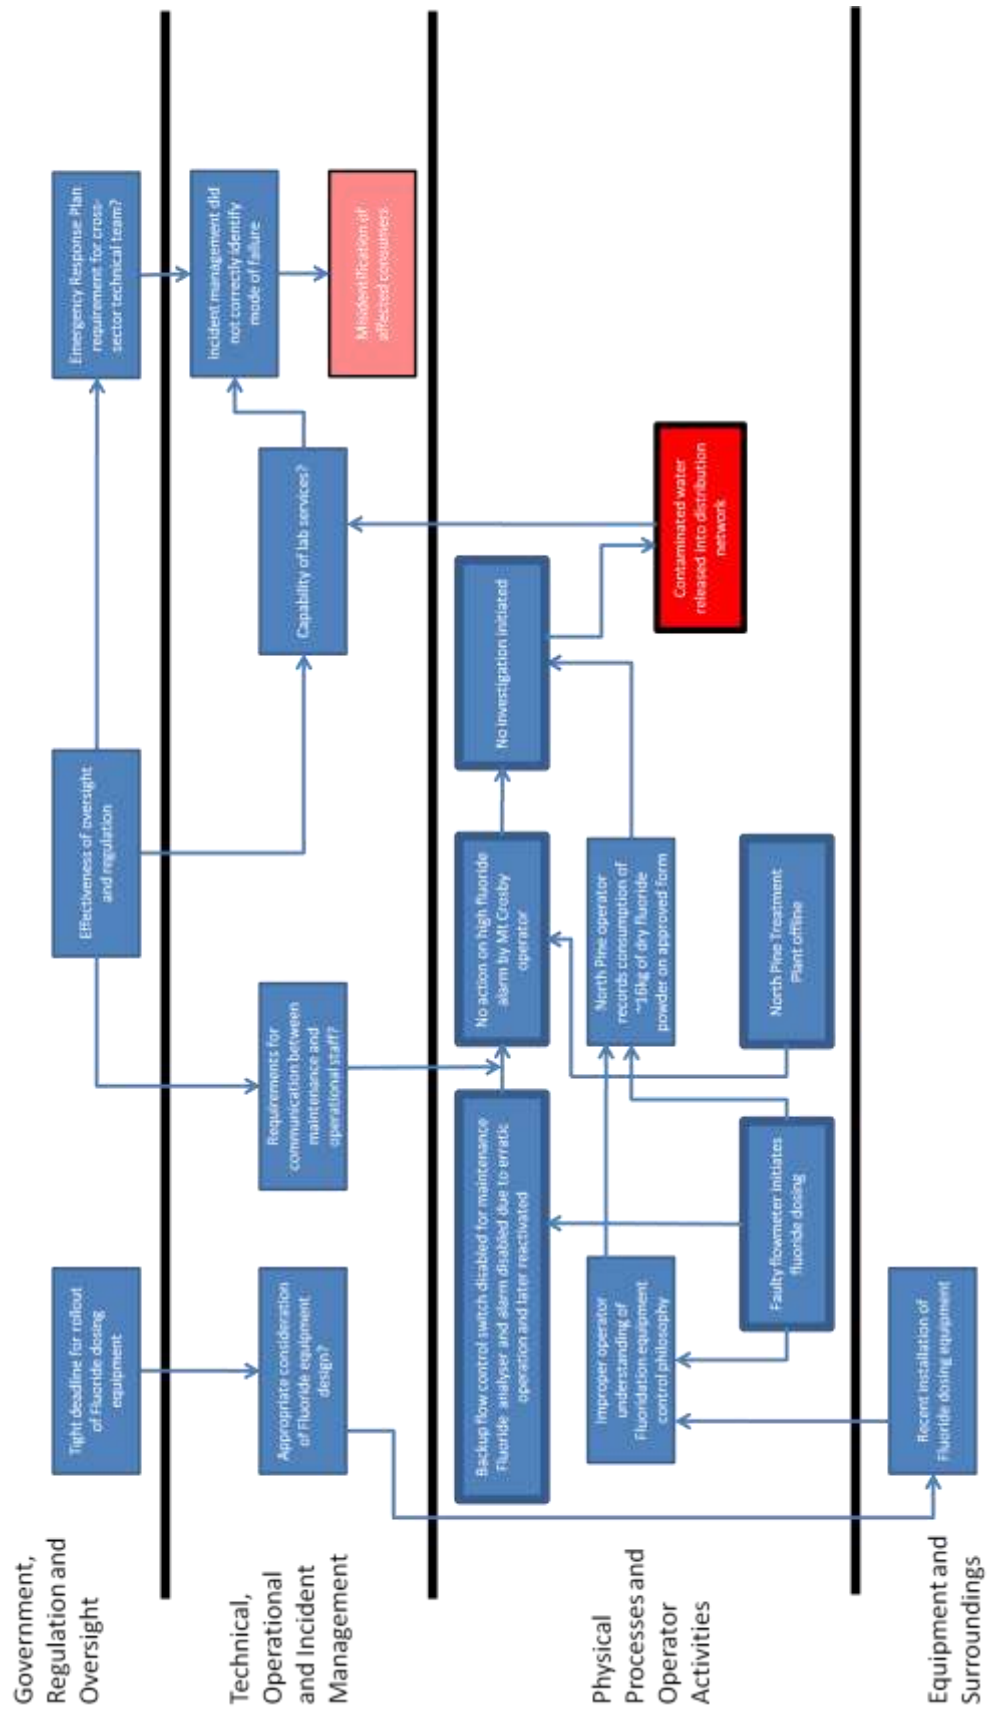 Government,
Regulation and
Oversight
Tight deadline for rollout
of Fluoride dosing
equipment
Effectiveness of oversight
and regulation
Emergency Response Plan
requirement for cross-
sector technical team?
Technical,
Operational
and Incident
Management
Appropriate consideration
of Fluoride equipment
design?
Requirements for
communication between
maintenance and
operational staff?
Capability of lab services?
Incident management did
not correctly identify
mode of failure
Misidentification of
affected consumers
Physical
Processes and
Operator
Activities
Backup flow control switch disabled for maintenance
Fluoride analyser and alarm disabled due to erratic
operation and later reactivated
No action on high fluoride
alarm by Mt Crosby
operator
No investigation initiated
Improper operator
understanding of
Fluoridation equipment
control philosophy
North Pine operator
records consumption of
~16kg of dry fluoride
powder on approved form
Contaminated water
released into distribution
network
Faulty flowmeter initiates
fluoride dosing
North Pine Treatment
Plant offline
Equipment and
Surroundings
Recent installation of
Fluoride dosing equipment